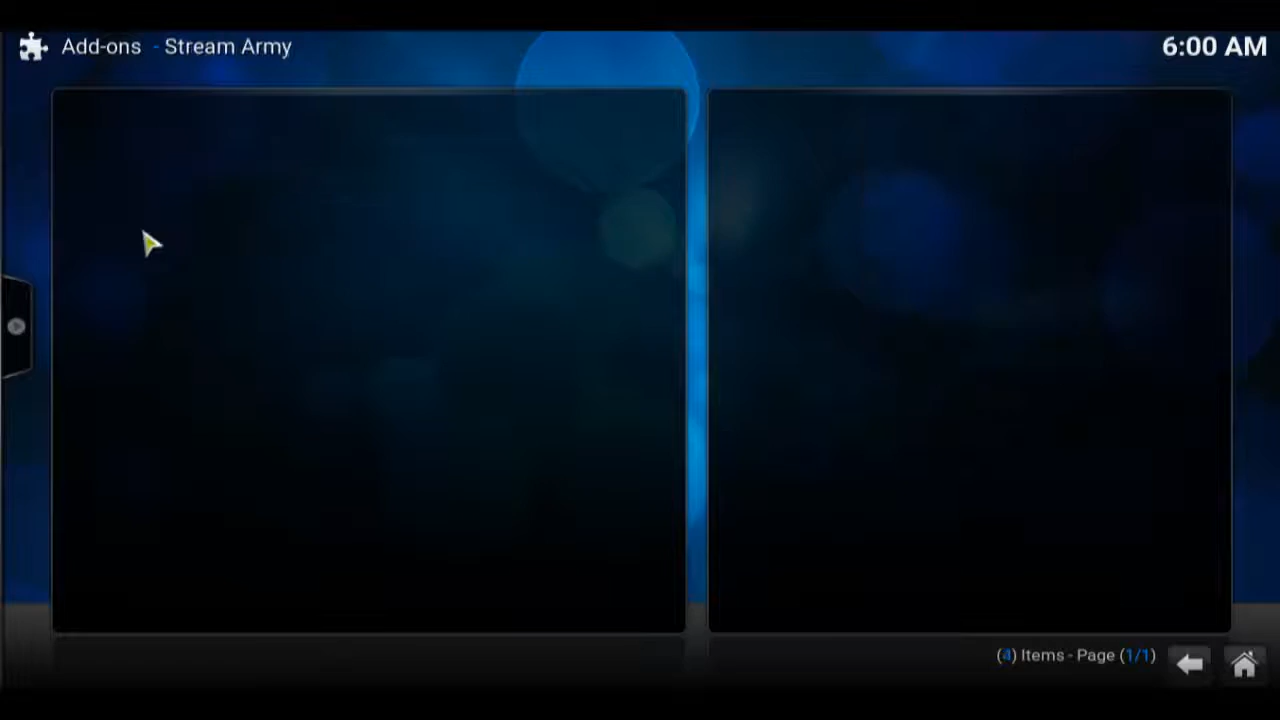 Add-ons - Stream Army
6:00 AM
(4) Items - Page (1/1)